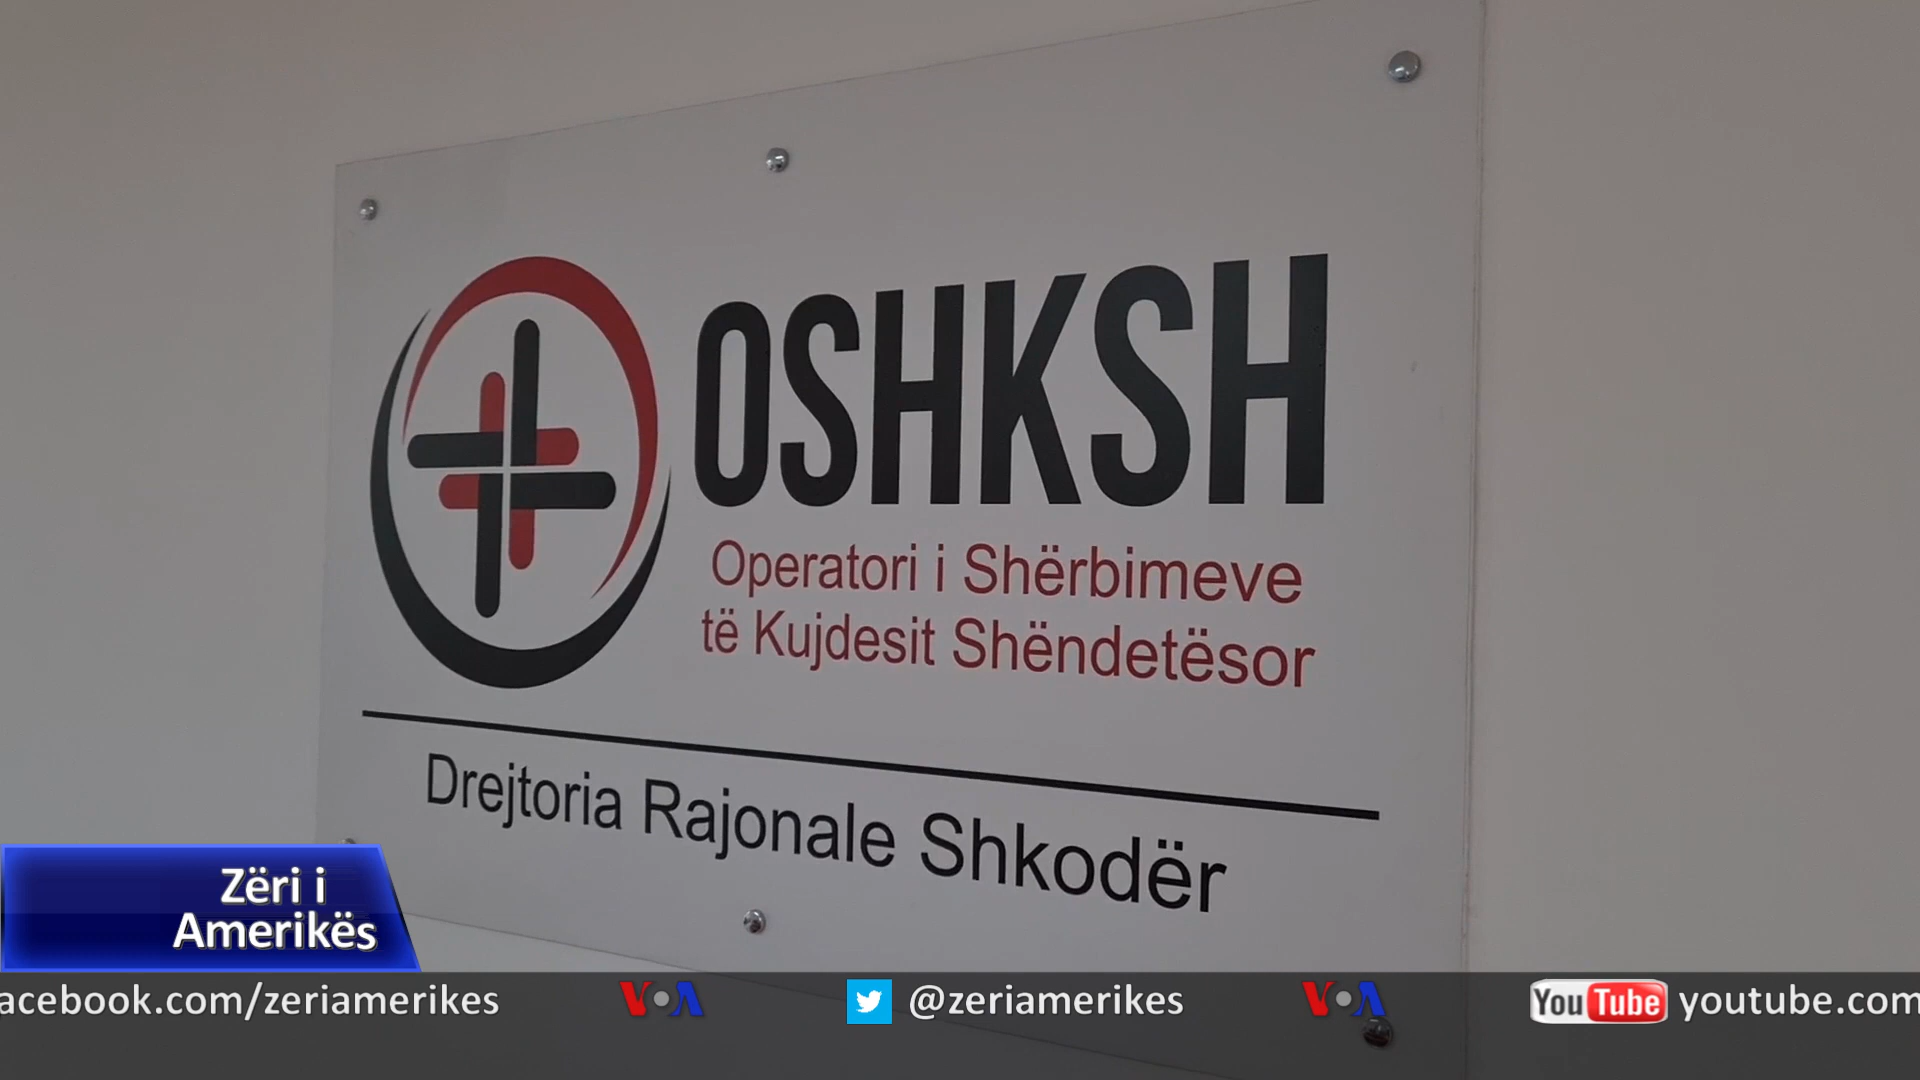 OSHKSH
Operatori i Shërbimeve
të Kujdesit Shëndetësor
Drejtoria Rajonale Shkodër
Zëri i
Amerikës
acebook.com/zeriamerikes
VOA
@zeriamerikes
VOA
YouTube youtube.com